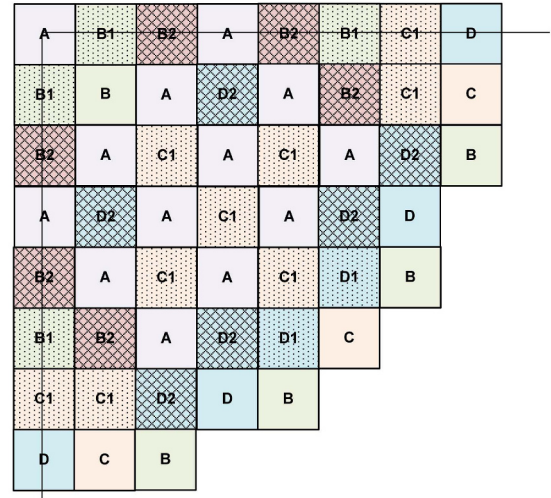 A B1 B2 A B2 B1 C1 D
B1 B A D2 A B2 C1 C
B2 A C1 A C1 A D2 B
A D2 A C1 A D2 D
B2 A C1 A C1 D1 B
B1 B2 A D2 D1 C
C1 C1 D2 D B
D C B